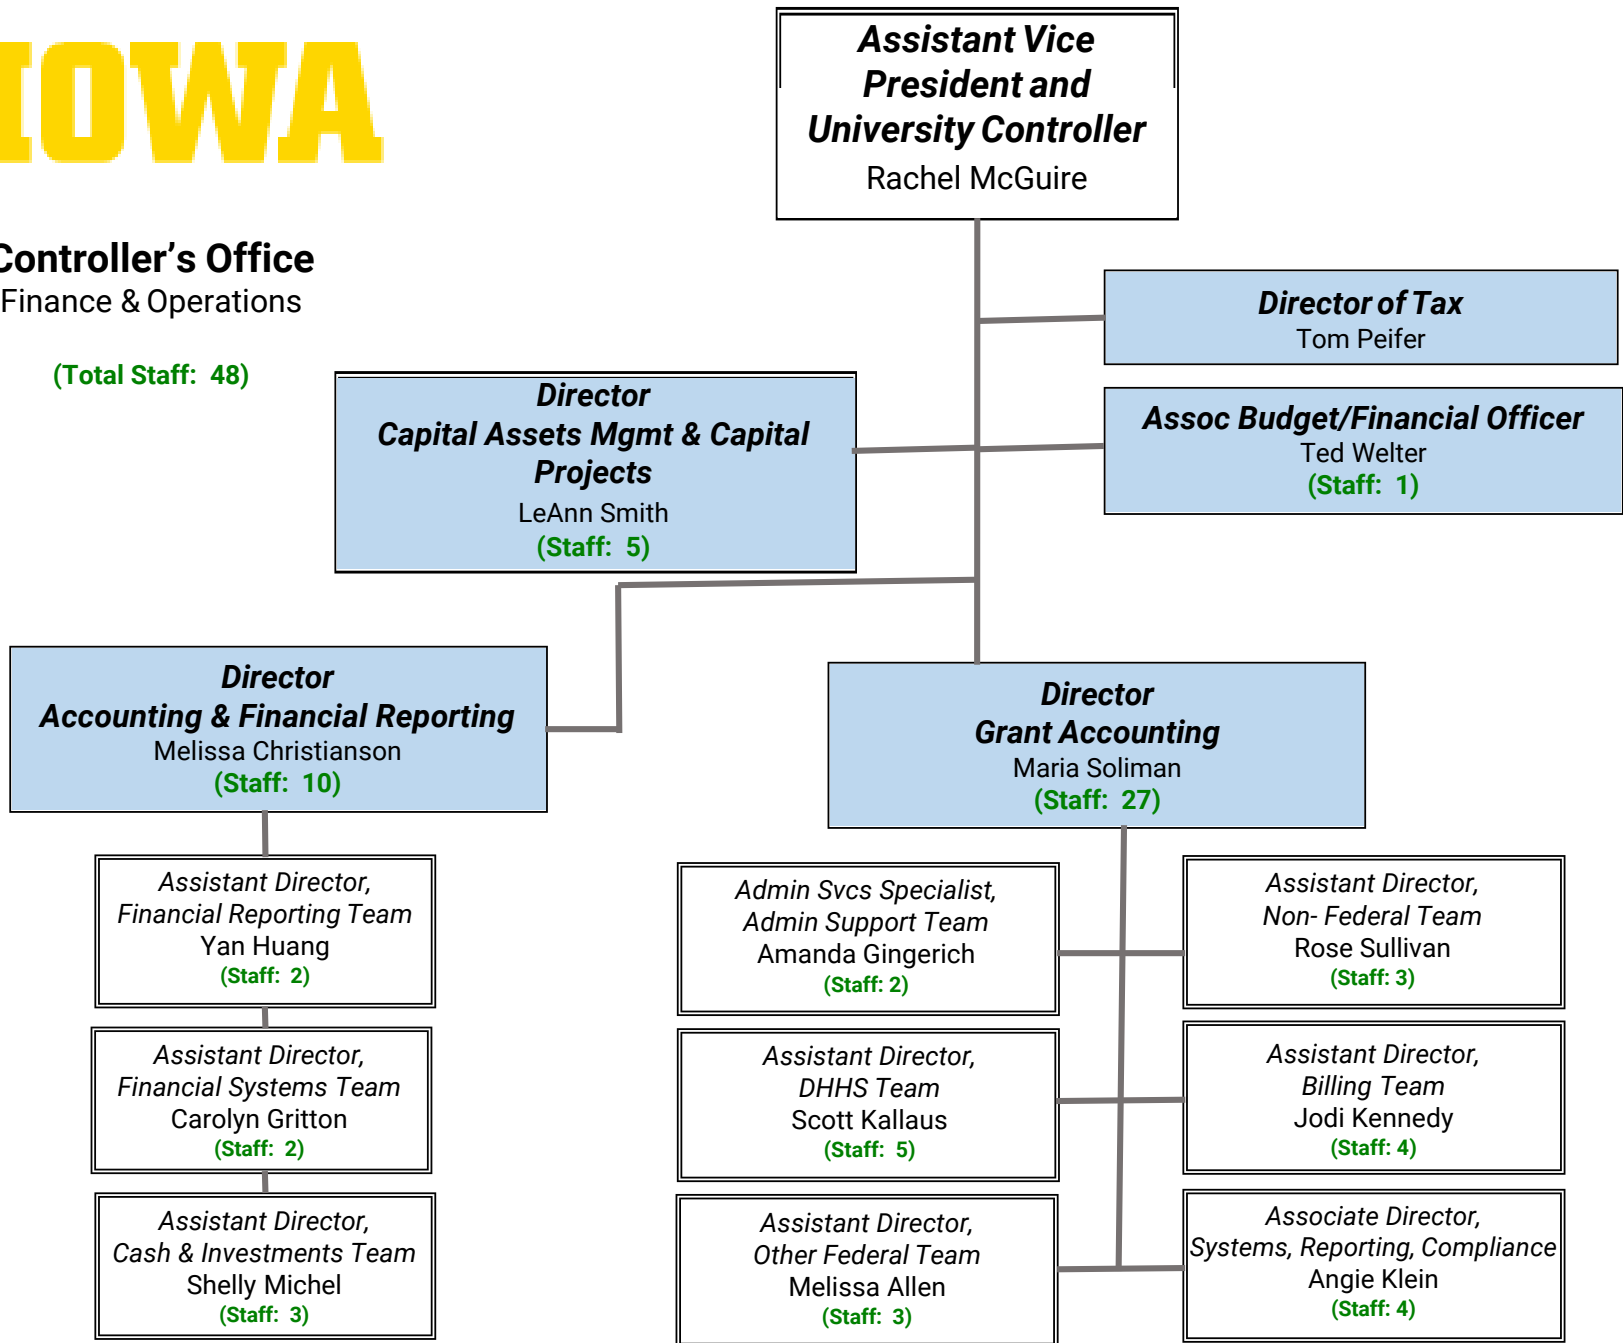 IOWA
Controller’s Office
Finance & Operations
(Total Staff: 48)
Assistant Vice
President and
University Controller
Rachel McGuire
Director of Tax
Tom Peifer
Assoc Budget/Financial Officer
Ted Welter
(Staff: 1)
Director
Capital Assets Mgmt & Capital
Projects
LeAnn Smith
(Staff: 5)
Director
Accounting & Financial Reporting
Melissa Christianson
(Staff: 10)
Assistant Director,
Financial Reporting Team
Yan Huang
(Staff: 2)
Assistant Director,
Financial Systems Team
Carolyn Gritton
(Staff: 2)
Assistant Director,
Cash & Investments Team
Shelly Michel
(Staff: 3)
Director
Grant Accounting
Maria Soliman
(Staff: 27)
Admin Svcs Specialist,
Admin Support Team
Amanda Gingerich
(Staff: 2)
Assistant Director,
DHHS Team
Scott Kallaus
(Staff: 5)
Assistant Director,
Other Federal Team
Melissa Allen
(Staff: 3)
Assistant Director,
Non- Federal Team
Rose Sullivan
(Staff: 3)
Assistant Director,
Billing Team
Jodi Kennedy
(Staff: 4)
Associate Director,
Systems, Reporting, Compliance
Angie Klein
(Staff: 4)